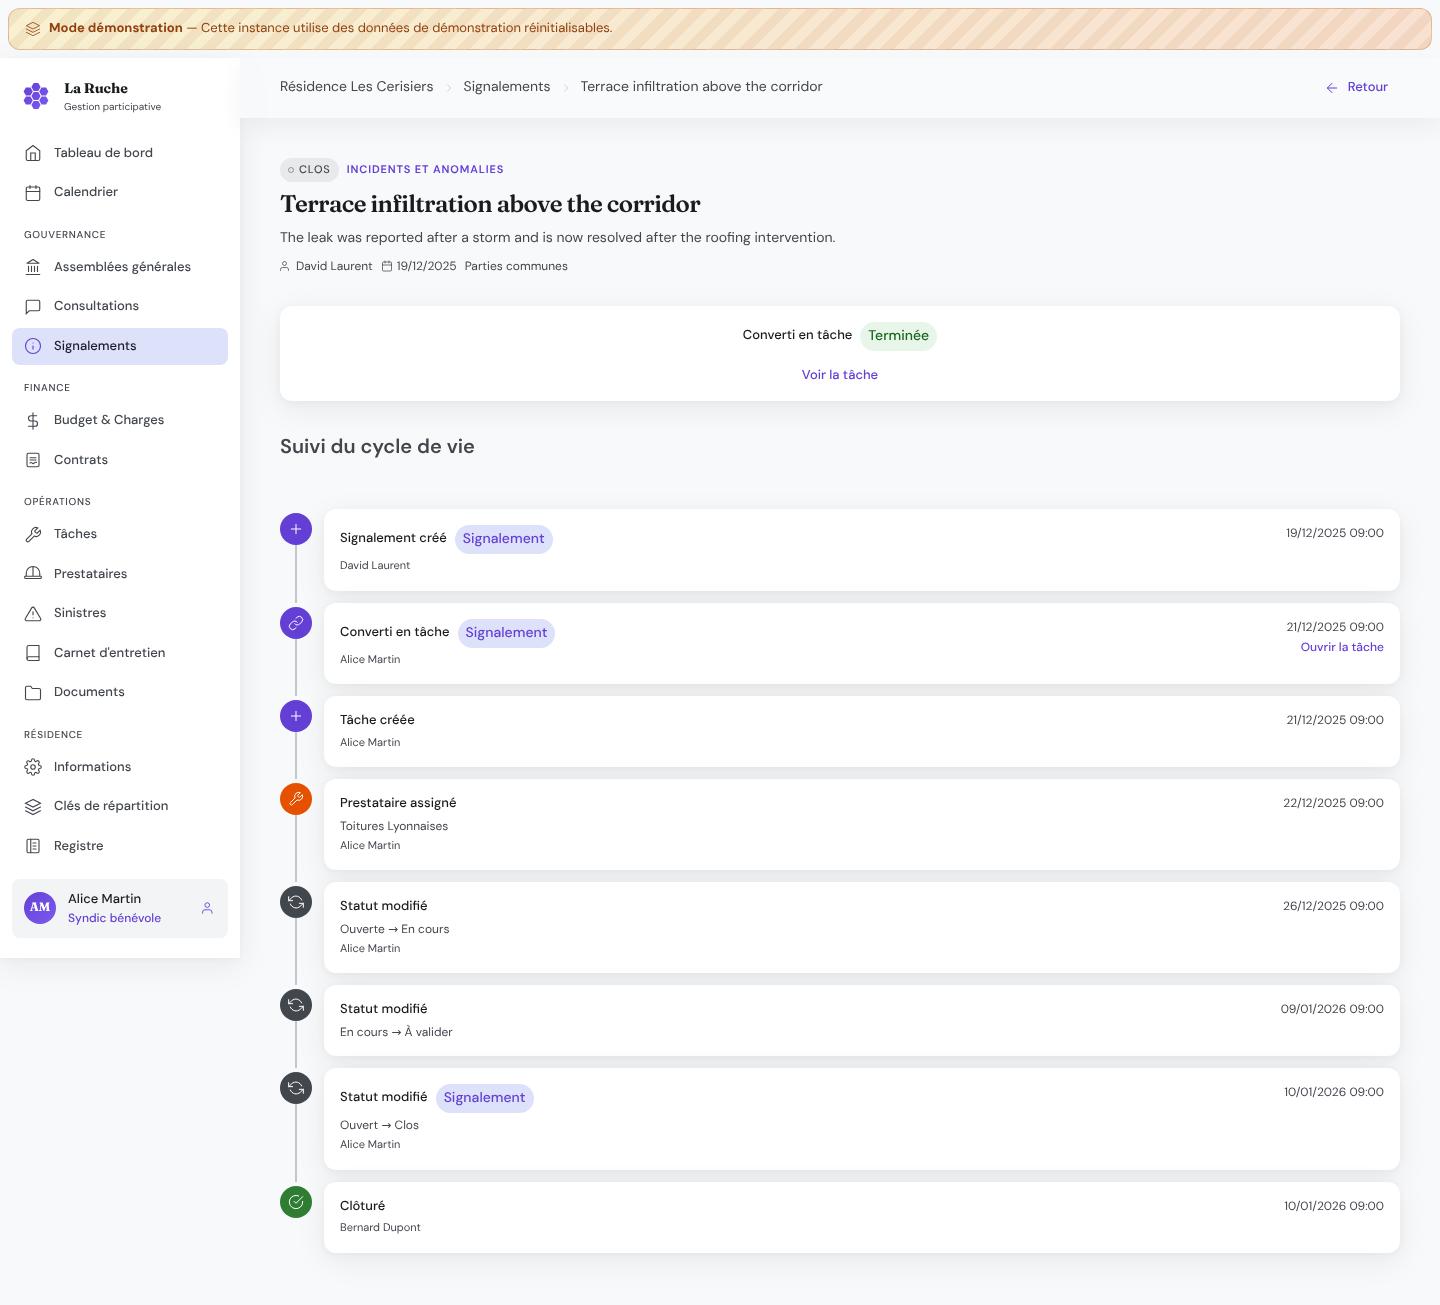 Mode démonstration — Cette instance utilise des données de démonstration réinitialisables.
La Ruche
Gestion participative
Tableau de bord
Calendrier
GOUVERNANCE
Assemblées générales
Consultations
Signalements
FINANCE
Budget & Charges
Contrats
OPÉRATIONS
Tâches
Prestataires
Sinistres
Carnet d'entretien
Documents
RÉSIDENCE
Informations
Clés de répartition
Registre
AM
Alice Martin
Syndic bénévole
Résidence Les Cerisiers > Signalements > Terrace infiltration above the corridor
Retour
CLOS INCIDENTS ET ANOMALIES
Terrace infiltration above the corridor
The leak was reported after a storm and is now resolved after the roofing intervention.
David Laurent 19/12/2025 Parties communes
Converti en tâche Terminée
Voir la tâche
Suivi du cycle de vie
Signalement créé Signalement 19/12/2025 09:00
David Laurent
Converti en tâche Signalement 21/12/2025 09:00
Ouvrir la tâche
Alice Martin
Tâche créée 21/12/2025 09:00
Alice Martin
Prestataire assigné 22/12/2025 09:00
Toitures Lyonnaises
Alice Martin
Statut modifié 26/12/2025 09:00
Ouverte → En cours
Alice Martin
Statut modifié 09/01/2026 09:00
En cours → À valider
Statut modifié Signalement 10/01/2026 09:00
Ouvert → Clos
Alice Martin
Clôturé 10/01/2026 09:00
Bernard Dupont